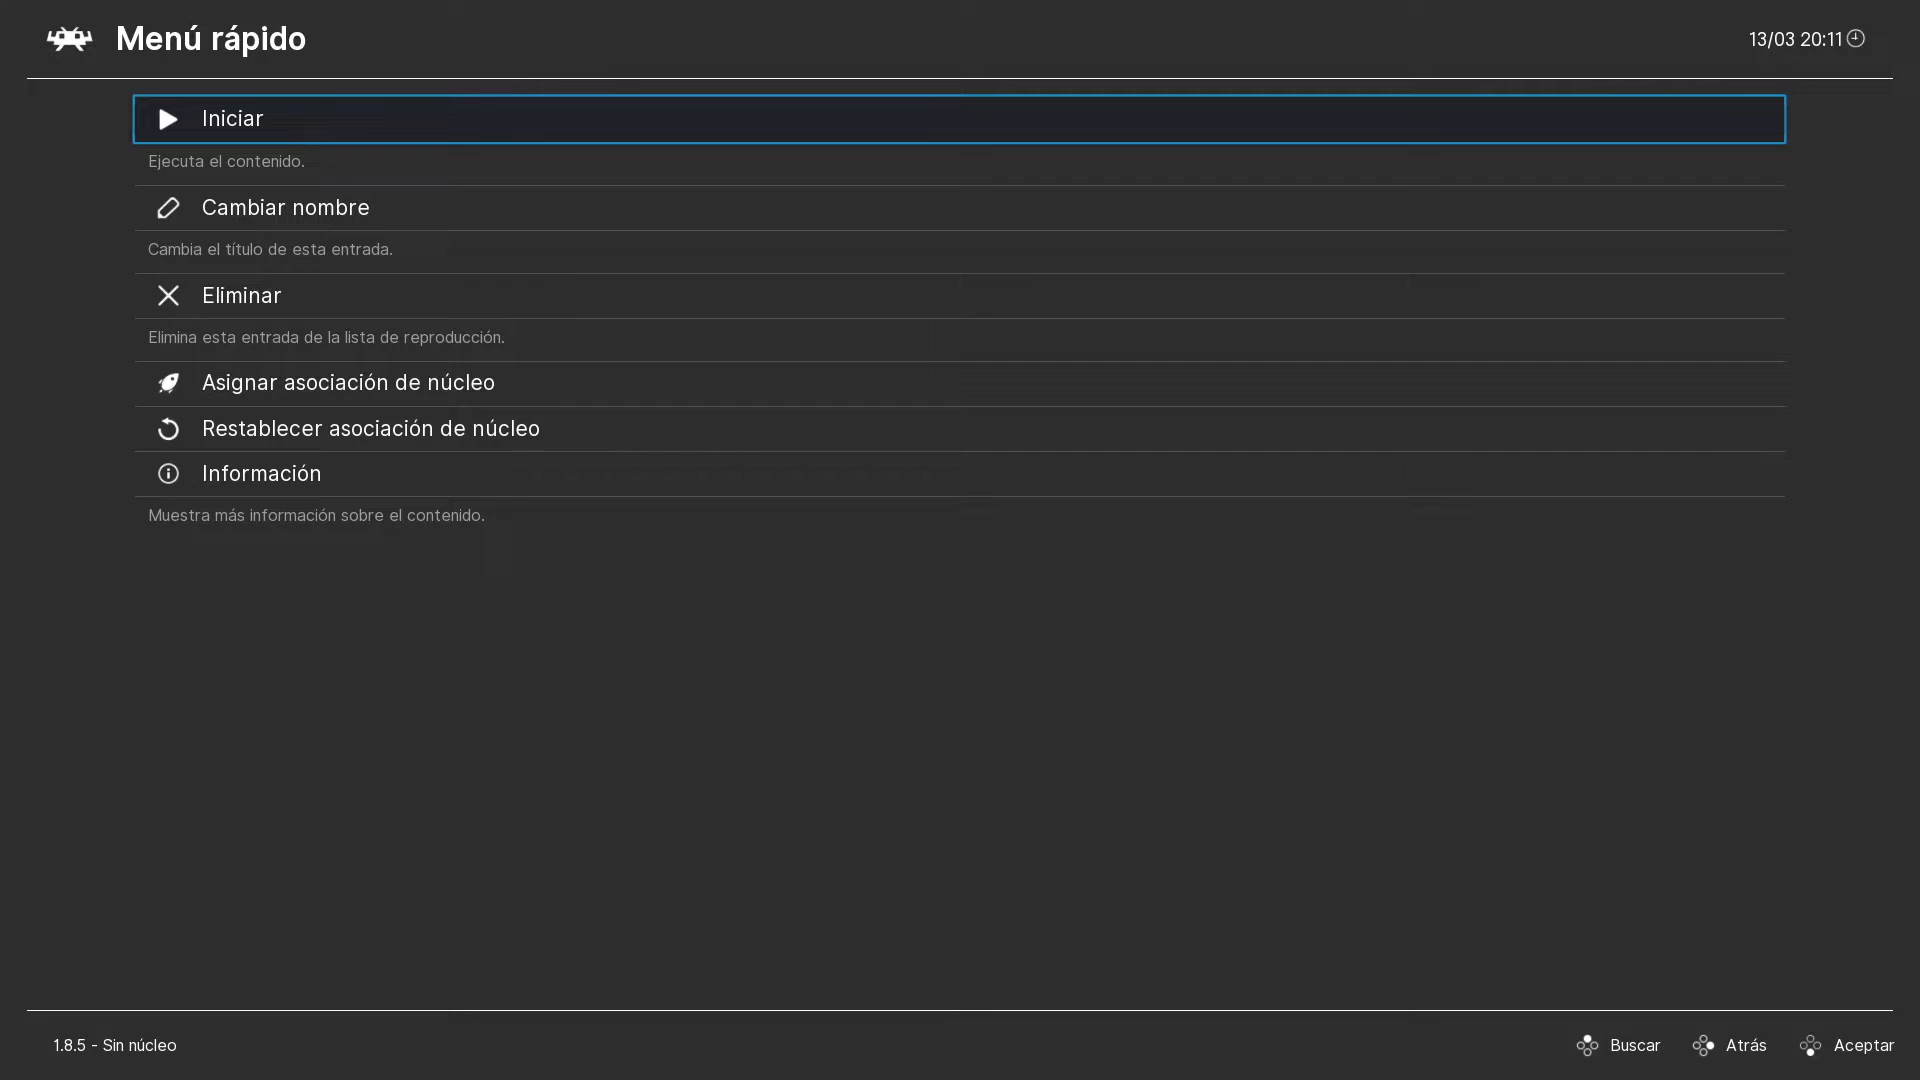 Menú rápido
13/03 20:11
Iniciar
Ejecuta el contenido.
Cambiar nombre
Cambia el título de esta entrada.
Eliminar
Elimina esta entrada de la lista de reproducción.
Asignar asociación de núcleo
Restablecer asociación de núcleo
Información
Muestra más información sobre el contenido.
1.8.5 - Sin núcleo
Buscar
Atrás
Aceptar